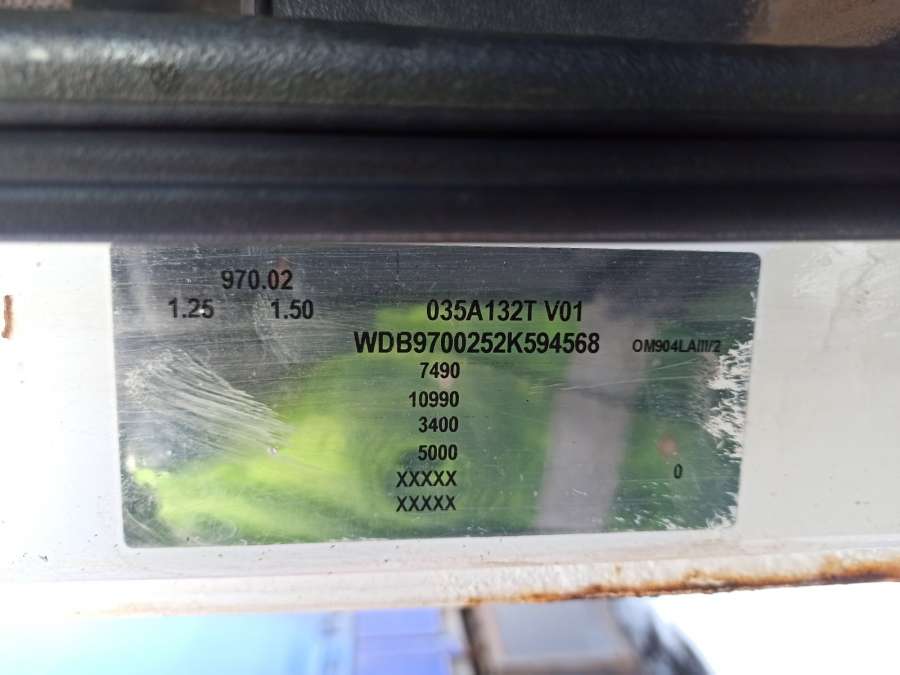 970.02
1.25 1.50 035A132T V01
WDB9700252K594568 OM904LAIII/2
7490
10990
3400
5000
XXXXX 0
XXXXX